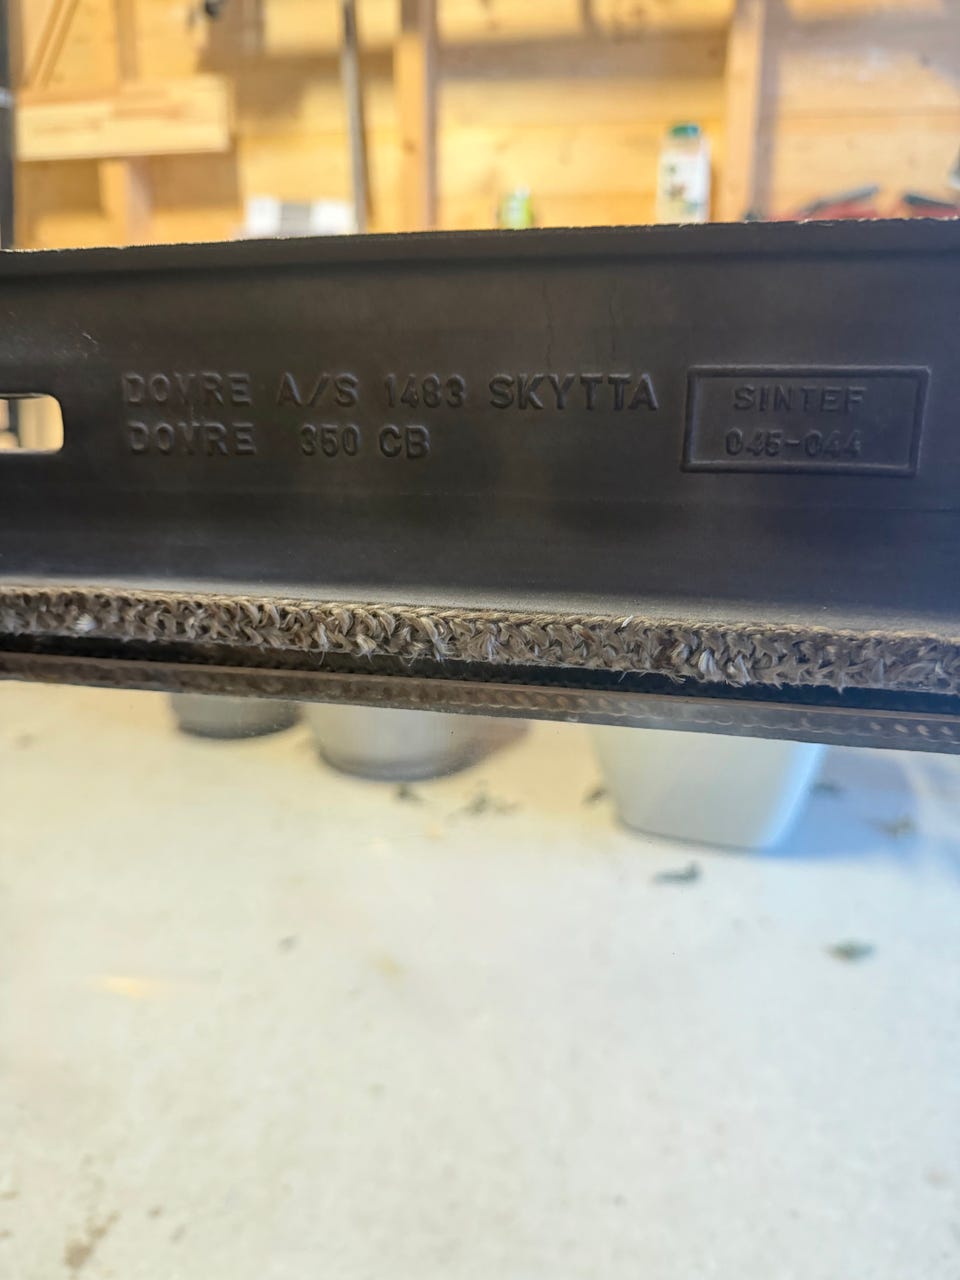 DOVRE A/S 1483 SKYTTA
DOVRE 350 CB
SINTEF
045-044